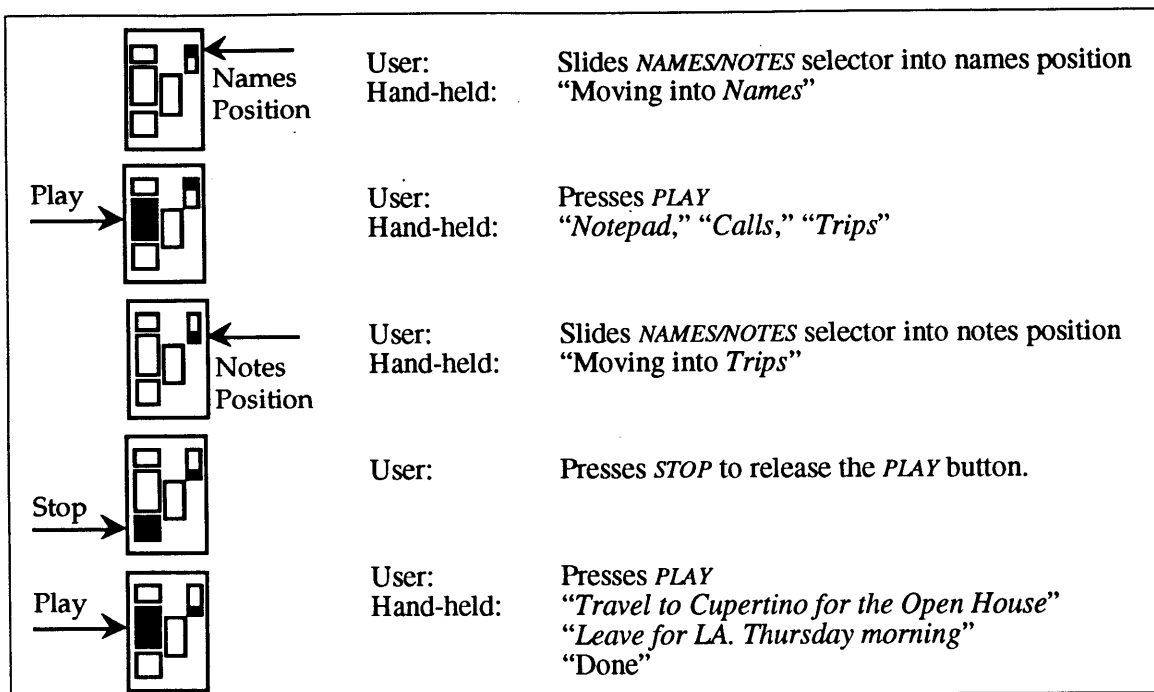 Names
Position
User: Slides NAMES/NOTES selector into names position
Hand-held: “Moving into Names”
Play
User: Presses PLAY
Hand-held: “Notepad,” “Calls,” “Trips”
Notes
Position
User: Slides NAMES/NOTES selector into notes position
Hand-held: “Moving into Trips”
Stop
User: Presses STOP to release the PLAY button.
Play
User: Presses PLAY
Hand-held: “Travel to Cupertino for the Open House”
“Leave for LA. Thursday morning”
“Done”